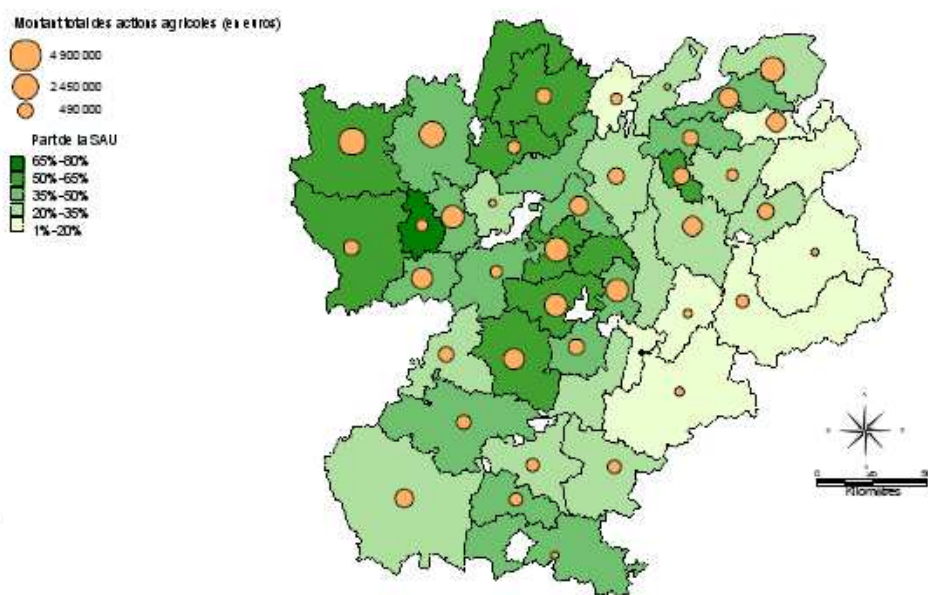 Montant total des actions agricoles (en euros)
4 900 000
2 450 000
490 000
Part de la SAU
65%-80%
50%-65%
35%-50%
20%-35%
1%-20%
0
Kilomètres